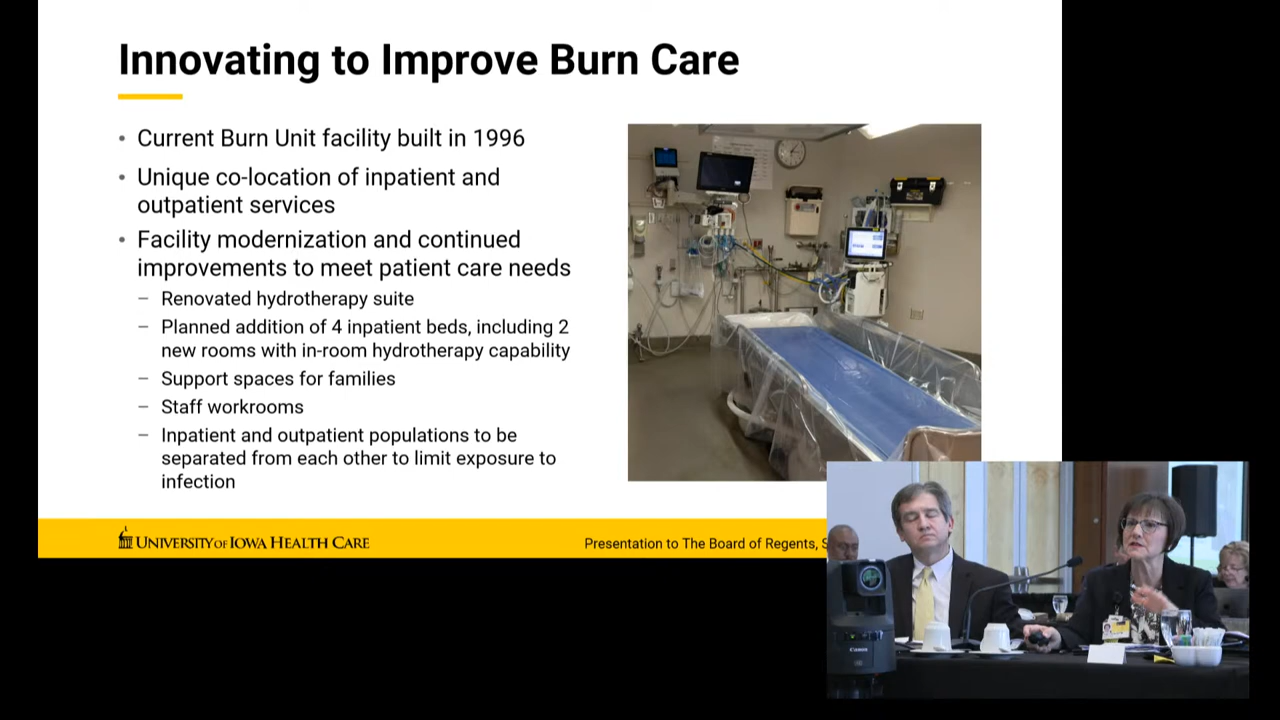 Innovating to Improve Burn Care
• Current Burn Unit facility built in 1996
• Unique co-location of inpatient and
outpatient services
• Facility modernization and continued
improvements to meet patient care needs
– Renovated hydrotherapy suite
– Planned addition of 4 inpatient beds, including 2
new rooms with in-room hydrotherapy capability
– Support spaces for families
– Staff workrooms
– Inpatient and outpatient populations to be
separated from each other to limit exposure to
infection
UNIVERSITY OF IOWA HEALTH CARE
Presentation to The Board of Regents, S
Canon